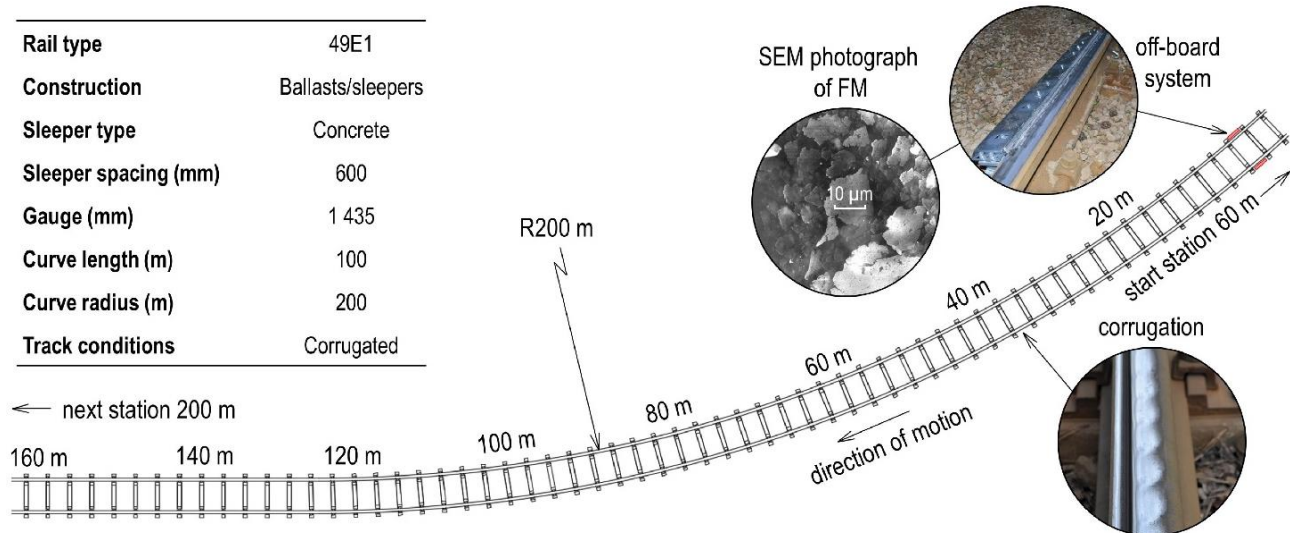 Rail type 49E1
Construction Ballasts/sleepers
Sleeper type Concrete
Sleeper spacing (mm) 600
Gauge (mm) 1 435
Curve length (m) 100
Curve radius (m) 200
Track conditions Corrugated
SEM photograph
of FM
10 µm
off-board
system
R200 m
20 m
start station 60 m
40 m
corrugation
60 m
next station 200 m
80 m
direction of motion
100 m
120 m
140 m
160 m